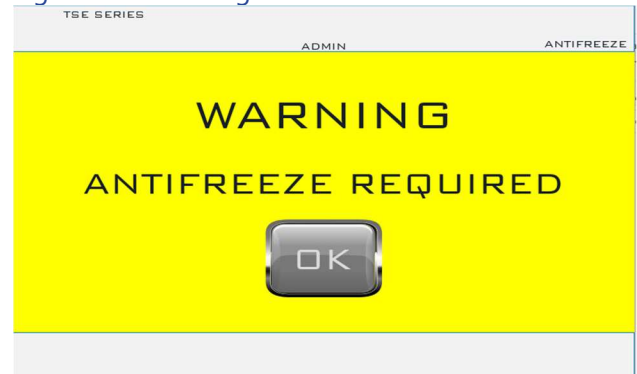 TSE SERIES
ADMIN
ANTIFREEZE
WARNING
ANTIFREEZE REQUIRED
OK